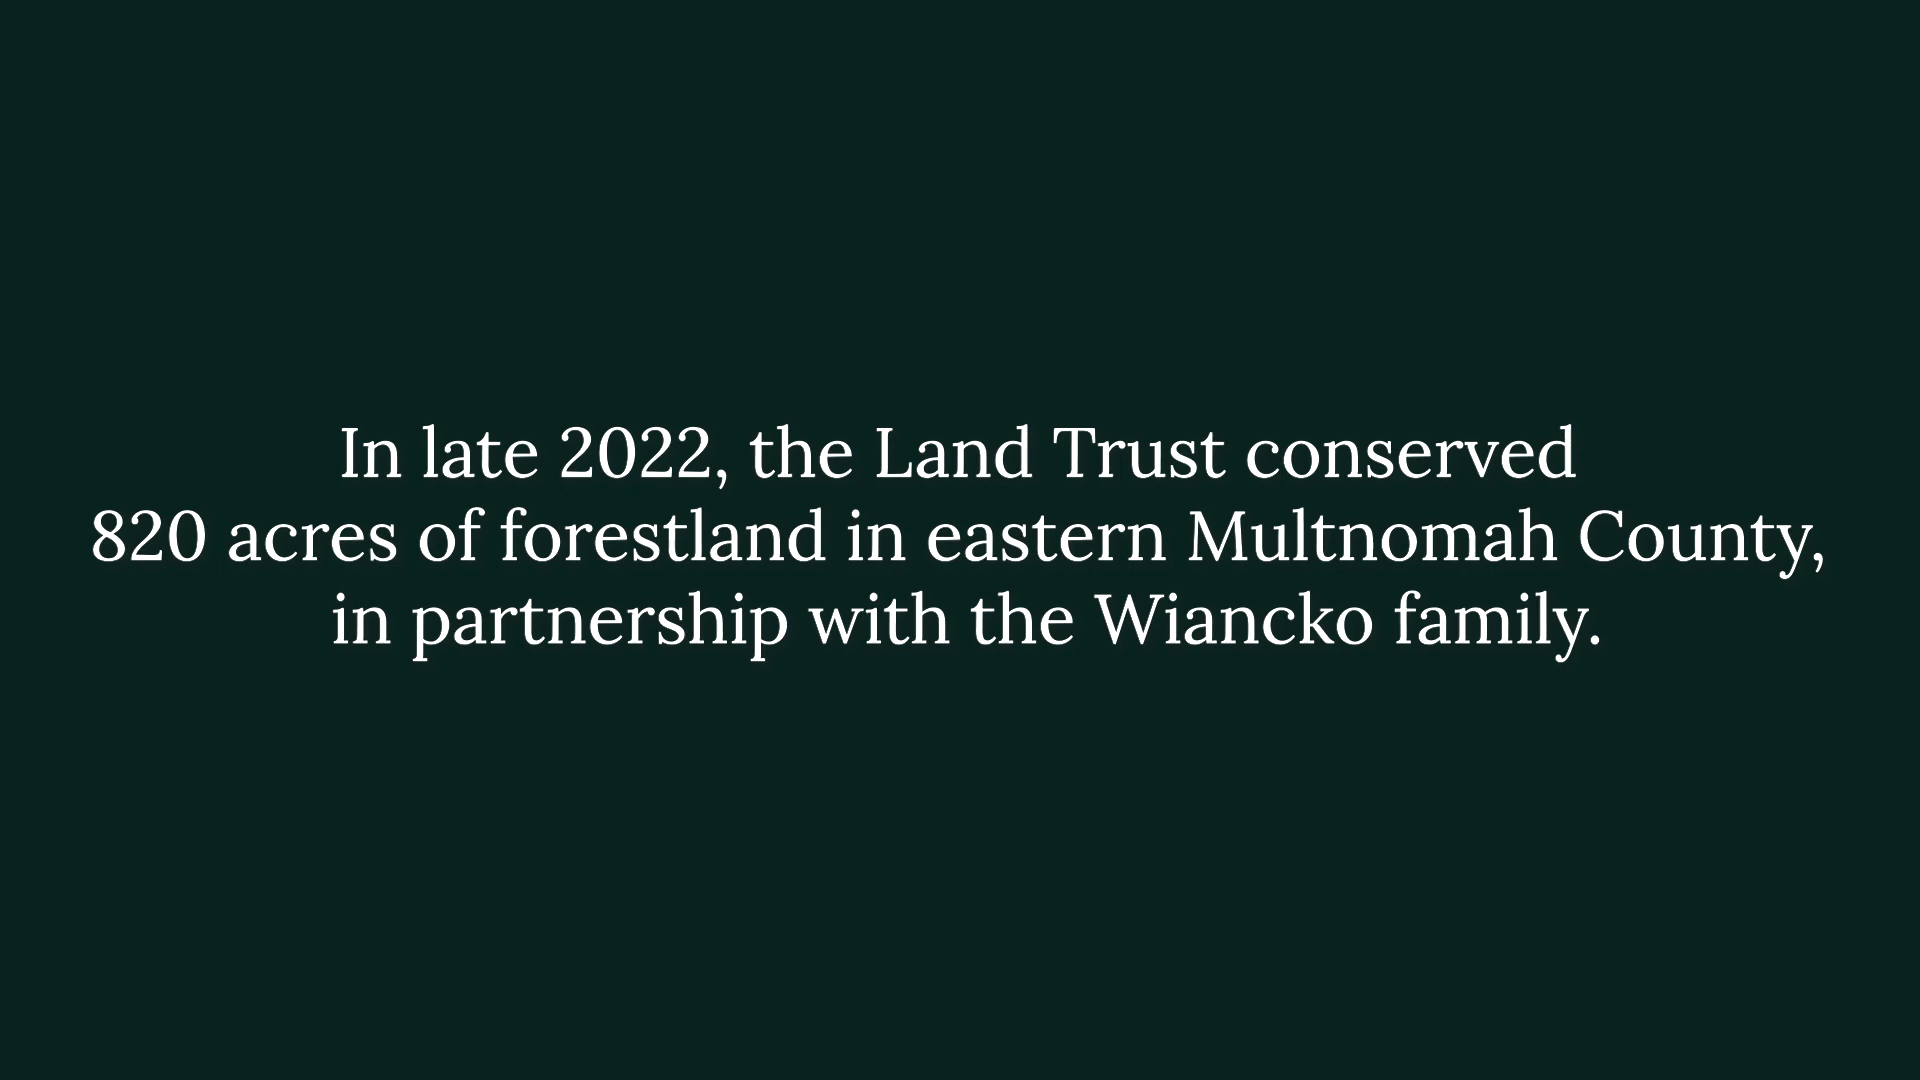 In late 2022, the Land Trust conserved
820 acres of forestland in eastern Multnomah County,
in partnership with the Wiancko family.